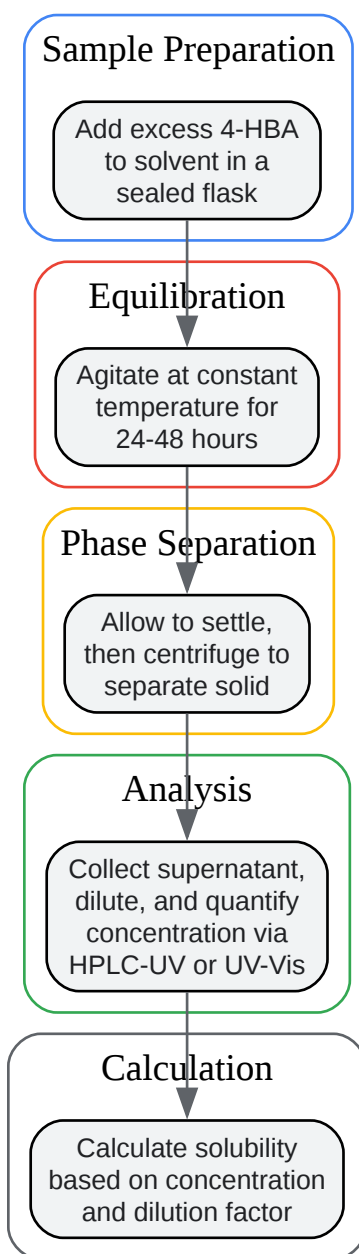 Sample Preparation
Add excess 4-HBA
to solvent in a
sealed flask
Equilibration
Agitate at constant
temperature for
24-48 hours
Phase Separation
Allow to settle,
then centrifuge to
separate solid
Analysis
Collect supernatant,
dilute, and quantify
concentration via
HPLC-UV or UV-Vis
Calculation
Calculate solubility
based on concentration
and dilution factor